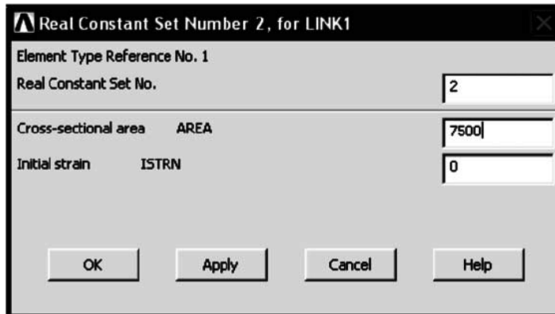 Real Constant Set Number 2, for LINK1
Element Type Reference No. 1
Real Constant Set No. 2
Cross-sectional area AREA 7500
Initial strain ISTRN 0
OK Apply Cancel Help